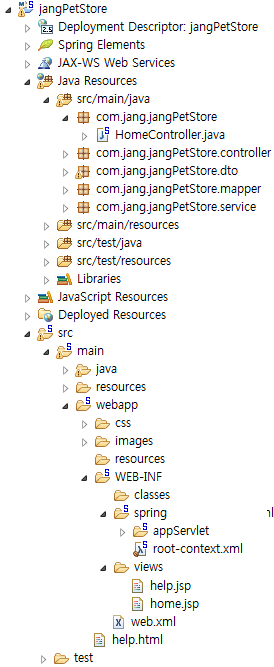 jangPetStore
Deployment Descriptor: jangPetStore
Spring Elements
JAX-WS Web Services
Java Resources
src/main/java
com.jang.jangPetStore
HomeController.java
com.jang.jangPetStore.controller
com.jang.jangPetStore.dto
com.jang.jangPetStore.mapper
com.jang.jangPetStore.service
src/main/resources
src/test/java
src/test/resources
Libraries
JavaScript Resources
Deployed Resources
src
main
java
resources
webapp
css
images
resources
WEB-INF
classes
spring ml
appServlet
root-context.xml
views
help.jsp
home.jsp
web.xml
help.html
test